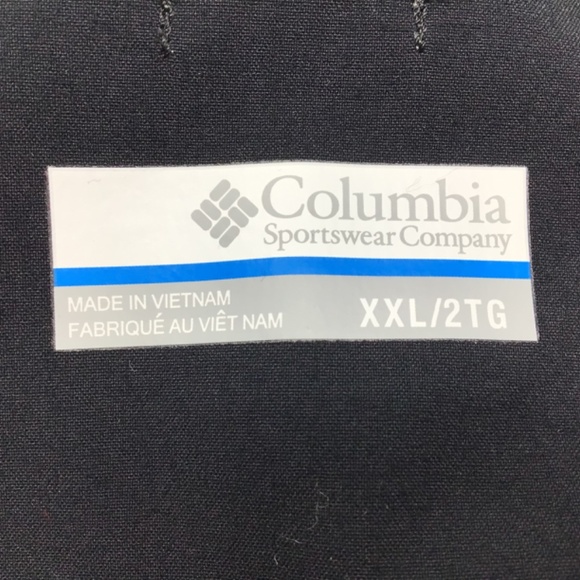 Columbia
Sportswear Company
MADE IN VIETNAM
FABRIQUÉ AU VIÊT NAM
XXL/2TG